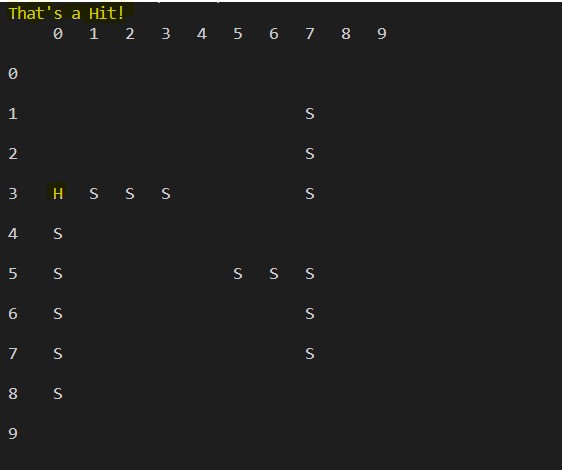 That's a Hit!
0 1 2 3 4 5 6 7 8 9
0
1 S
2 S
3 H S S S S
4 S
5 S S S S
6 S S
7 S S
8 S
9